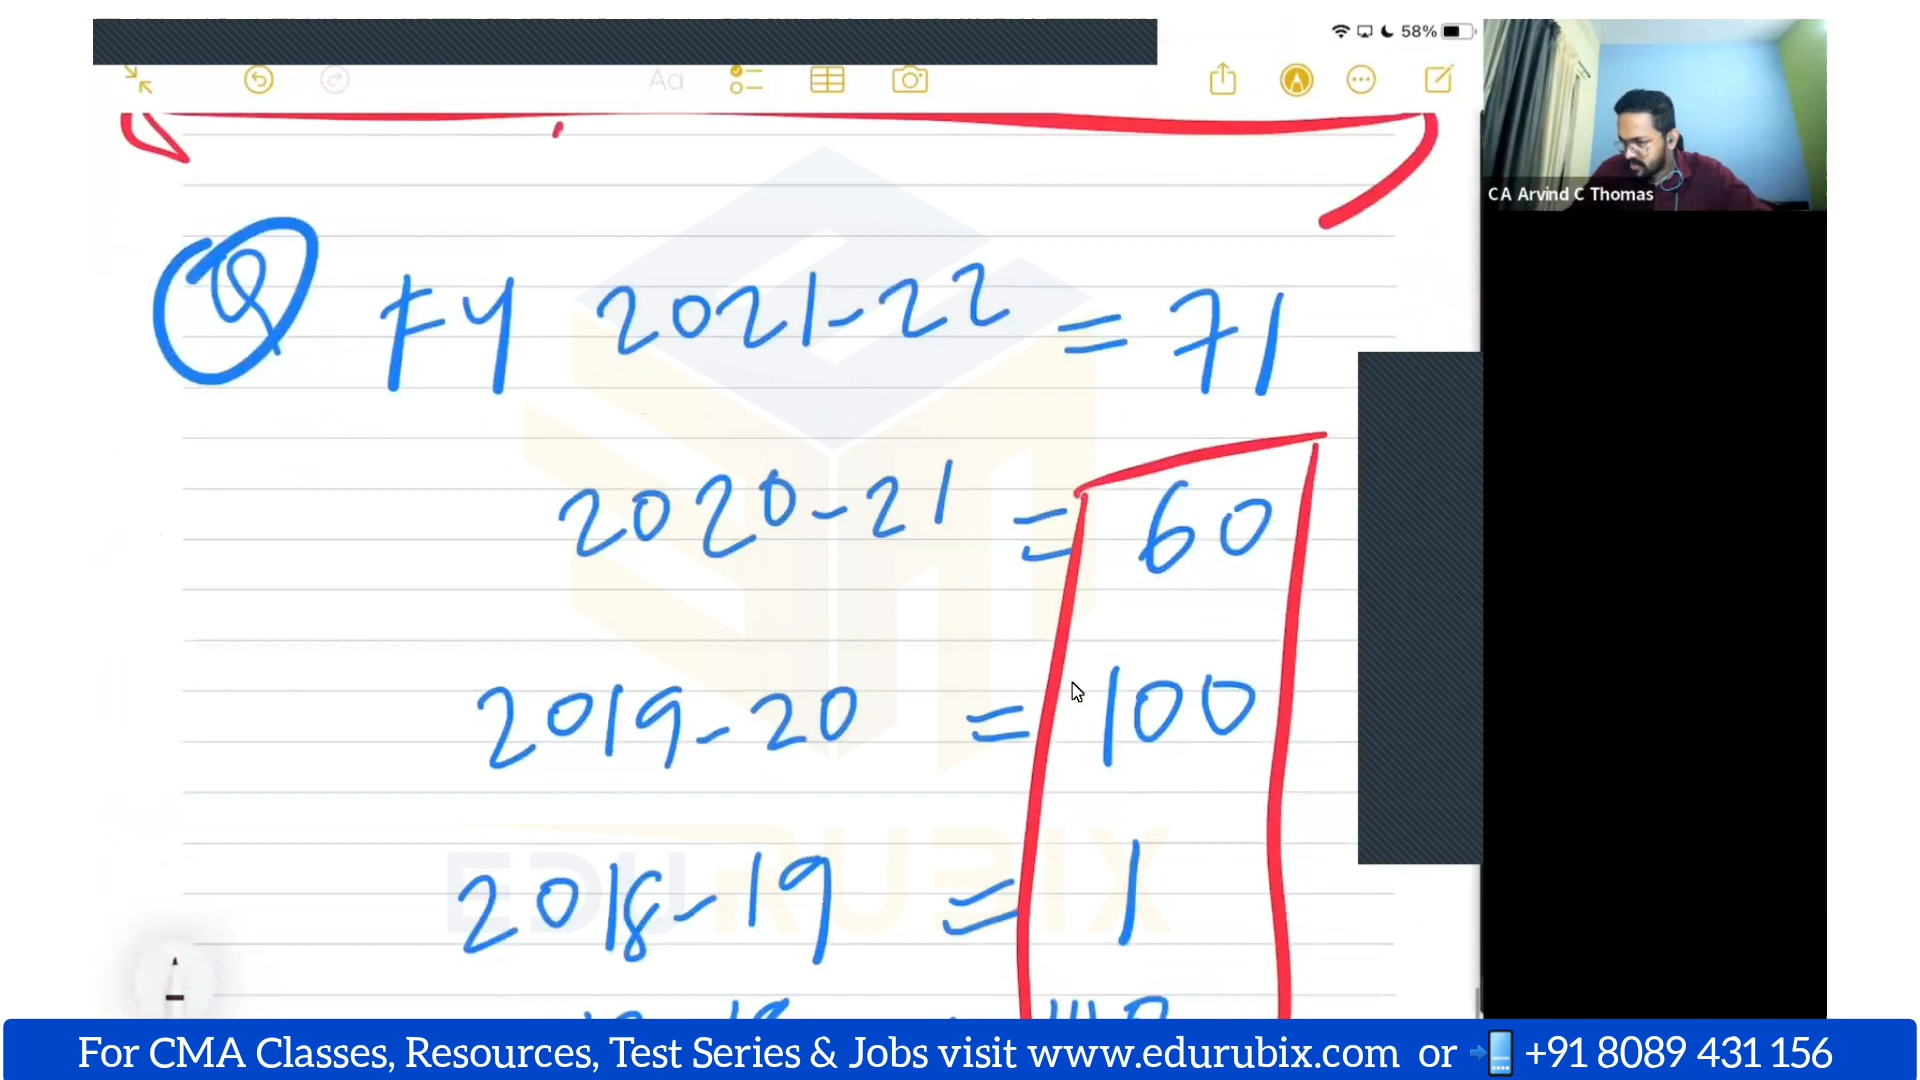 58%
Aa
CA Arvind C Thomas
Q FY 2021-22 = 71
2020-21 = 60
2019-20 = 100
2018-19 = 1
EDURUBIX
For CMA Classes, Resources, Test Series & Jobs visit www.edurubix.com or +91 8089 431 156